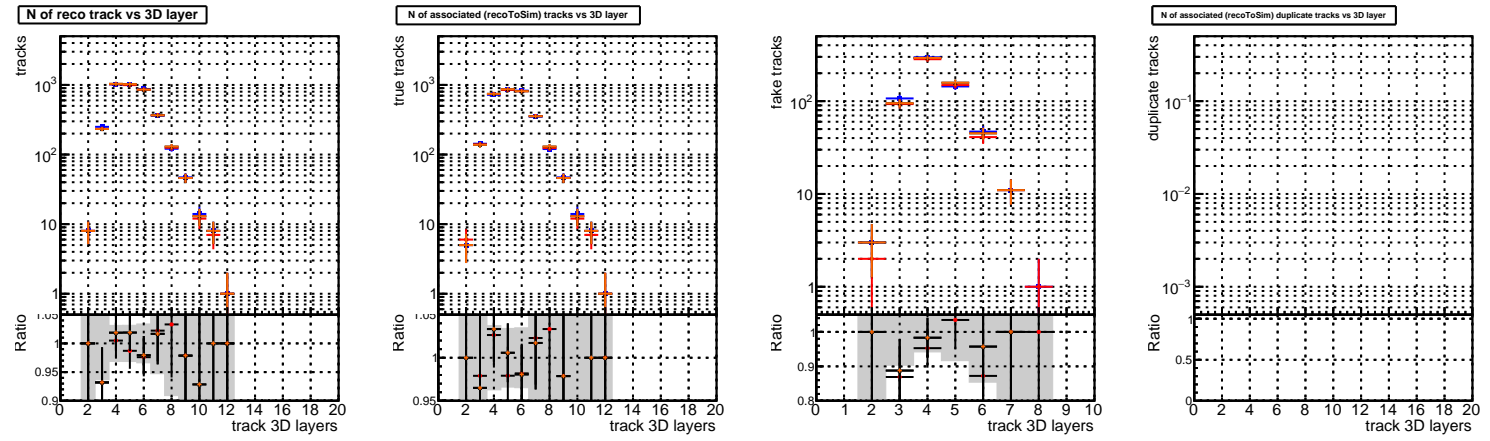 N of reco track vs 3D layer
tracks
10³
10²
10
1
Ratio
1.05
1
0.95
0.9
0 2 4 6 8 10 12 14 16 18 20
track 3D layers
N of associated (recoToSim) tracks vs 3D layer
true tracks
10³
10²
10
1
Ratio
1.05
1
0.95
0 2 4 6 8 10 12 14 16 18 20
track 3D layers
fake tracks
10²
10
1
Ratio
1
0.9
0.8
0 1 2 3 4 5 6 7 8 9 10
track 3D layers
N of associated (recoToSim) duplicate tracks vs 3D layer
duplicate tracks
10⁻¹
10⁻²
10⁻³
Ratio
1
0.5
0
0 2 4 6 8 10 12 14 16 18 20
track 3D layers